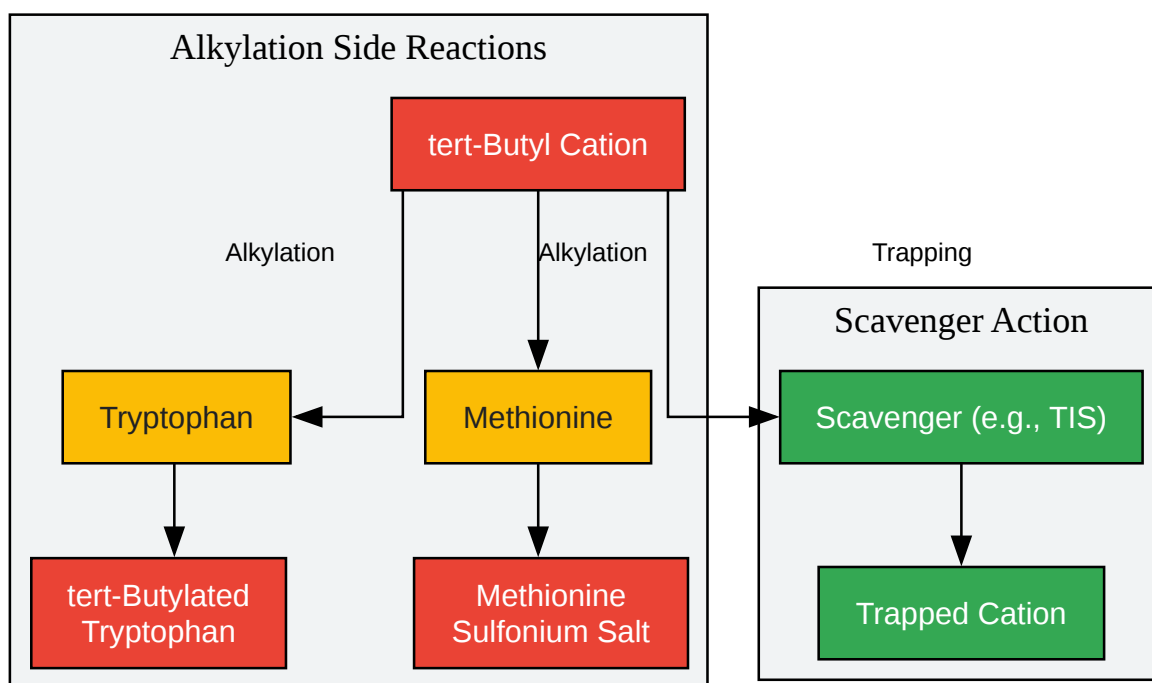 Alkylation Side Reactions
tert-Butyl Cation
Alkylation
Alkylation
Trapping
Scavenger Action
Tryptophan
Methionine
Scavenger (e.g., TIS)
tert-Butylated
Tryptophan
Methionine
Sulfonium Salt
Trapped Cation